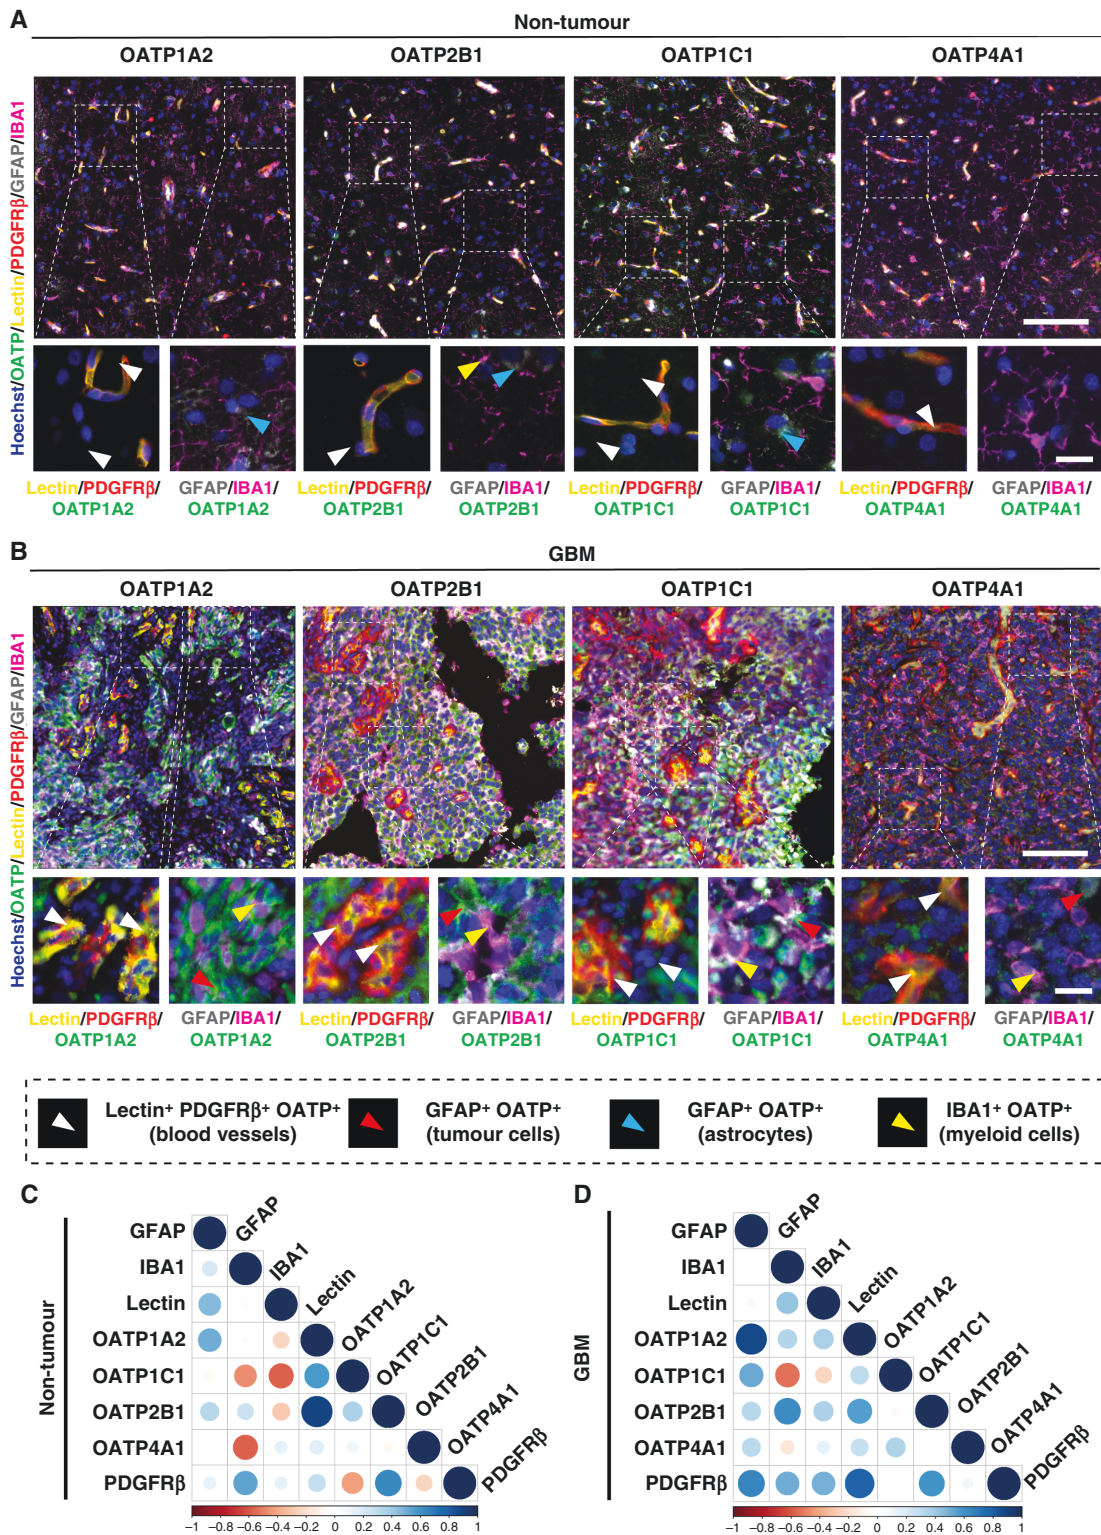 A
Non-tumour
OATP1A2 OATP2B1 OATP1C1 OATP4A1
Hoechst/OATP/Lectin/PDGFRβ/GFAP/IBA1
Lectin/PDGFRβ/ GFAP/IBA1/ Lectin/PDGFRβ/ GFAP/IBA1/ Lectin/PDGFRβ/ GFAP/IBA1/ Lectin/PDGFRβ/ GFAP/IBA1/
OATP1A2 OATP1A2 OATP2B1 OATP2B1 OATP1C1 OATP1C1 OATP4A1 OATP4A1
B
GBM
OATP1A2 OATP2B1 OATP1C1 OATP4A1
Hoechst/OATP/Lectin/PDGFRβ/GFAP/IBA1
Lectin/PDGFRβ/ GFAP/IBA1/ Lectin/PDGFRβ/ GFAP/IBA1/ Lectin/PDGFRβ/ GFAP/IBA1/ Lectin/PDGFRβ/ GFAP/IBA1/
OATP1A2 OATP1A2 OATP2B1 OATP2B1 OATP1C1 OATP1C1 OATP4A1 OATP4A1
Lectin⁺ PDGFRβ⁺ OATP⁺
(blood vessels)
GFAP⁺ OATP⁺
(tumour cells)
GFAP⁺ OATP⁺
(astrocytes)
IBA1⁺ OATP⁺
(myeloid cells)
C
Non-tumour
GFAP
IBA1
Lectin
OATP1A2
OATP1C1
OATP2B1
OATP4A1
PDGFRβ
GFAP
IBA1
Lectin
OATP1A2
OATP1C1
OATP2B1
OATP4A1
PDGFRβ
−1 −0.8 −0.6 −0.4 −0.2 0 0.2 0.4 0.6 0.8 1
D
GBM
GFAP
IBA1
Lectin
OATP1A2
OATP1C1
OATP2B1
OATP4A1
PDGFRβ
GFAP
IBA1
Lectin
OATP1A2
OATP1C1
OATP2B1
OATP4A1
PDGFRβ
−1 −0.8 −0.6 −0.4 −0.2 0 0.2 0.4 0.6 0.8 1